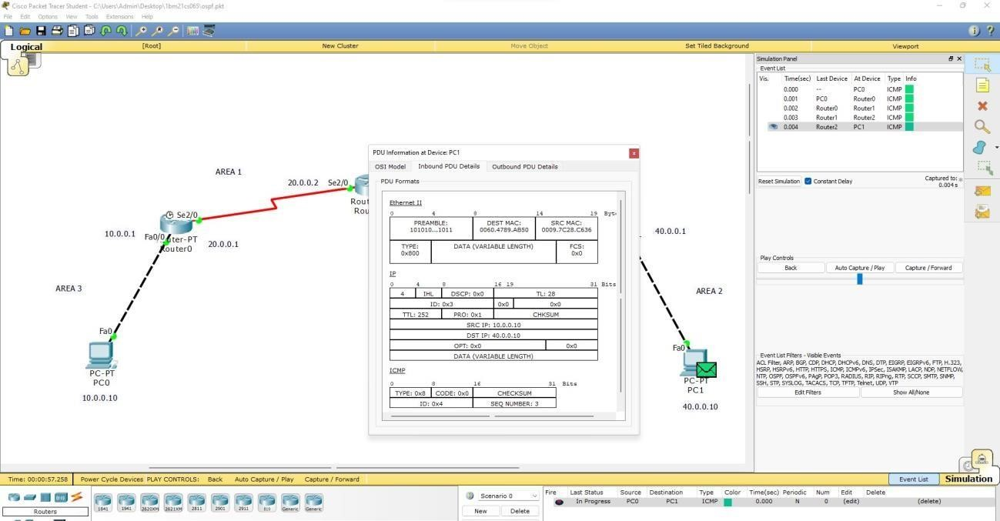 Cisco Packet Tracer Student - C:\Users\Admin\Desktop\1bm21cs065\ospf.pkt
File Edit Options View Tools Extensions Help
Logical [Root] New Cluster Move Object Set Tiled Background Viewport
Simulation Panel
Event List
Vis. Time(sec) Last Device At Device Type Info
0.000 -- PC0 ICMP
0.001 PC0 Router0 ICMP
0.002 Router0 Router1 ICMP
0.003 Router1 Router2 ICMP
0.004 Router2 PC1 ICMP
Reset Simulation Constant Delay Captured to: *
0.004 s
Play Controls
Back Auto Capture / Play Capture / Forward
Event List Filters - Visible Events
ACL Filter, ARP, BGP, CDP, DHCP, DHCPv6, DNS, DTP, EIGRP, EIGRPv6, FTP, H.323,
HSRP, HSRPv6, HTTP, HTTPS, ICMP, ICMPv6, IPSec, ISAKMP, LACP, NDP, NETFLOW,
NTP, OSPF, OSPFv6, PAgP, POP3, RADIUS, RIP, RIPng, RTP, SCCP, SMTP, SNMP,
SSH, STP, SYSLOG, TACACS, TCP, TFTP, Telnet, UDP, VTP
Edit Filters Show All/None
AREA 1
20.0.0.2 Se2/0
Rout
Rou
Se2/0
10.0.0.1
Fa0/0
uter-PT
Router0
20.0.0.1
AREA 3
Fa0
PC-PT
PC0
10.0.0.10
40.0.0.1
AREA 2
Fa0
PC-PT
PC1
40.0.0.10
PDU Information at Device: PC1
OSI Model Inbound PDU Details Outbound PDU Details
PDU Formats
Ethernet II
0 4 8 14 19 Byt
PREAMBLE: DEST MAC: SRC MAC:
101010...1011 0060.4789.AB50 0009.7C28.C636
TYPE: DATA (VARIABLE LENGTH) FCS:
0x800 0x0
IP
0 4 8 16 19 31 Bits
4 IHL DSCP: 0x0 TL: 28
ID: 0x3 0x0 0x0
TTL: 252 PRO: 0x1 CHKSUM
SRC IP: 10.0.0.10
DST IP: 40.0.0.10
OPT: 0x0 0x0
DATA (VARIABLE LENGTH)
ICMP
0 8 16 31 Bits
TYPE: 0x8 CODE: 0x0 CHECKSUM
ID: 0x4 SEQ NUMBER: 3
Time: 00:00:57.258 Power Cycle Devices PLAY CONTROLS: Back Auto Capture / Play Capture / Forward Event List Simulation
Routers
1841 1941 2620XM 2621XM 2811 2901 2911 819 Generic Generic
Scenario 0
New Delete
Fire Last Status Source Destination Type Color Time(sec) Periodic Num Edit Delete
In Progress PC0 PC1 ICMP 0.000 N 0 (edit) (delete)